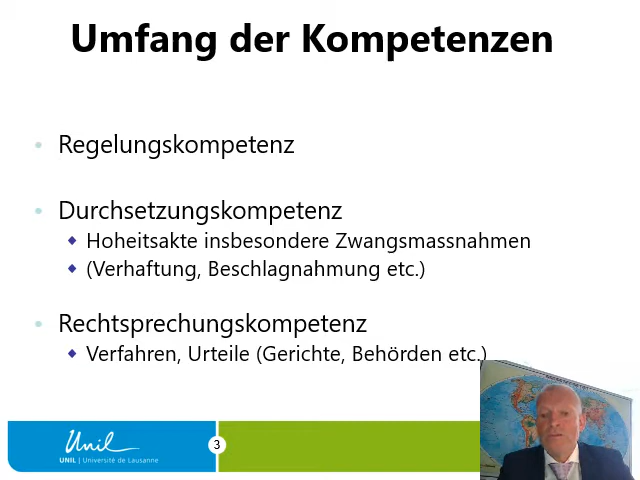 Umfang der Kompetenzen
Regelungskompetenz
Durchsetzungskompetenz
Hoheitsakte insbesondere Zwangsmassnahmen
(Verhaftung, Beschlagnahmung etc.)
Rechtsprechungskompetenz
Verfahren, Urteile (Gerichte, Behörden etc.)
Unil
UNIL | Université de Lausanne
3